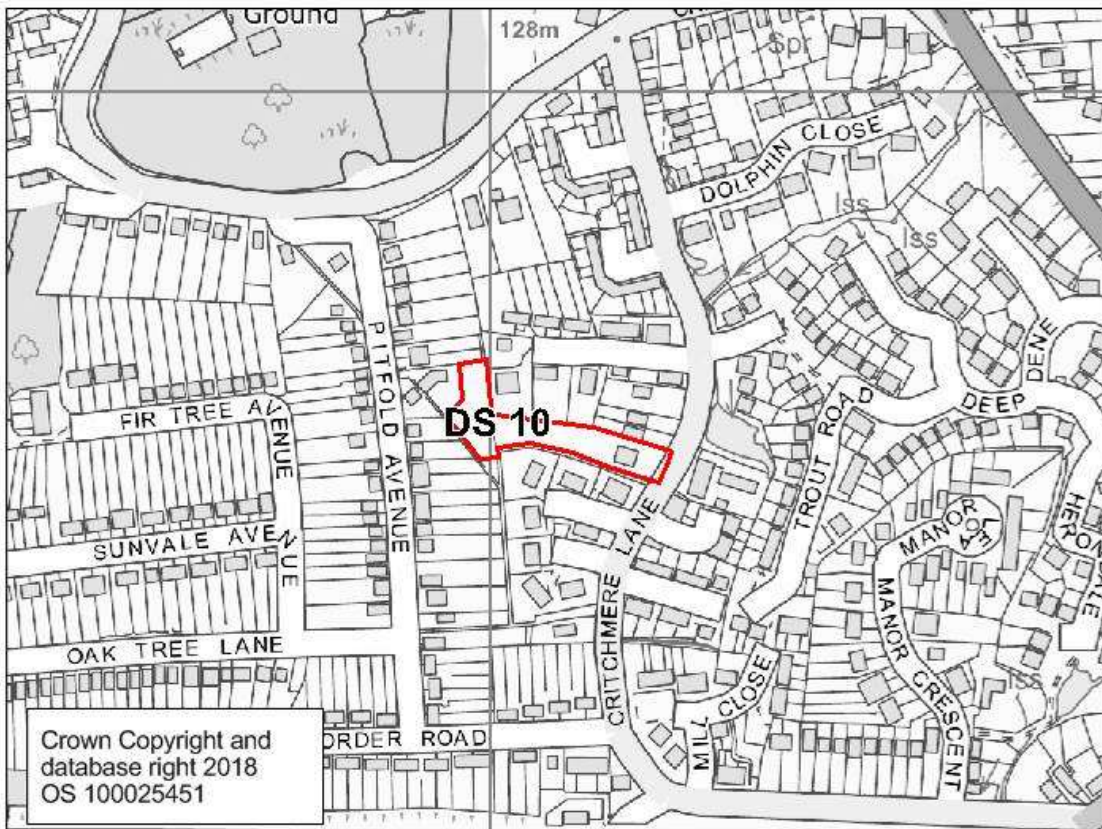 Ground
128m
Spr
DOLPHIN CLOSE
Iss
Iss
PITFOLD AVENUE
DENE
DEEP
FIR TREE AVENUE
DS 10
TROUT ROAD
CRITCHMERE LANE
MANOR
LEA
HERONDALE
SUNVALE AVENUE
MANOR CRESCENT
OAK TREE LANE
MILL CLOSE
Iss
ORDER ROAD
Crown Copyright and
database right 2018
OS 100025451